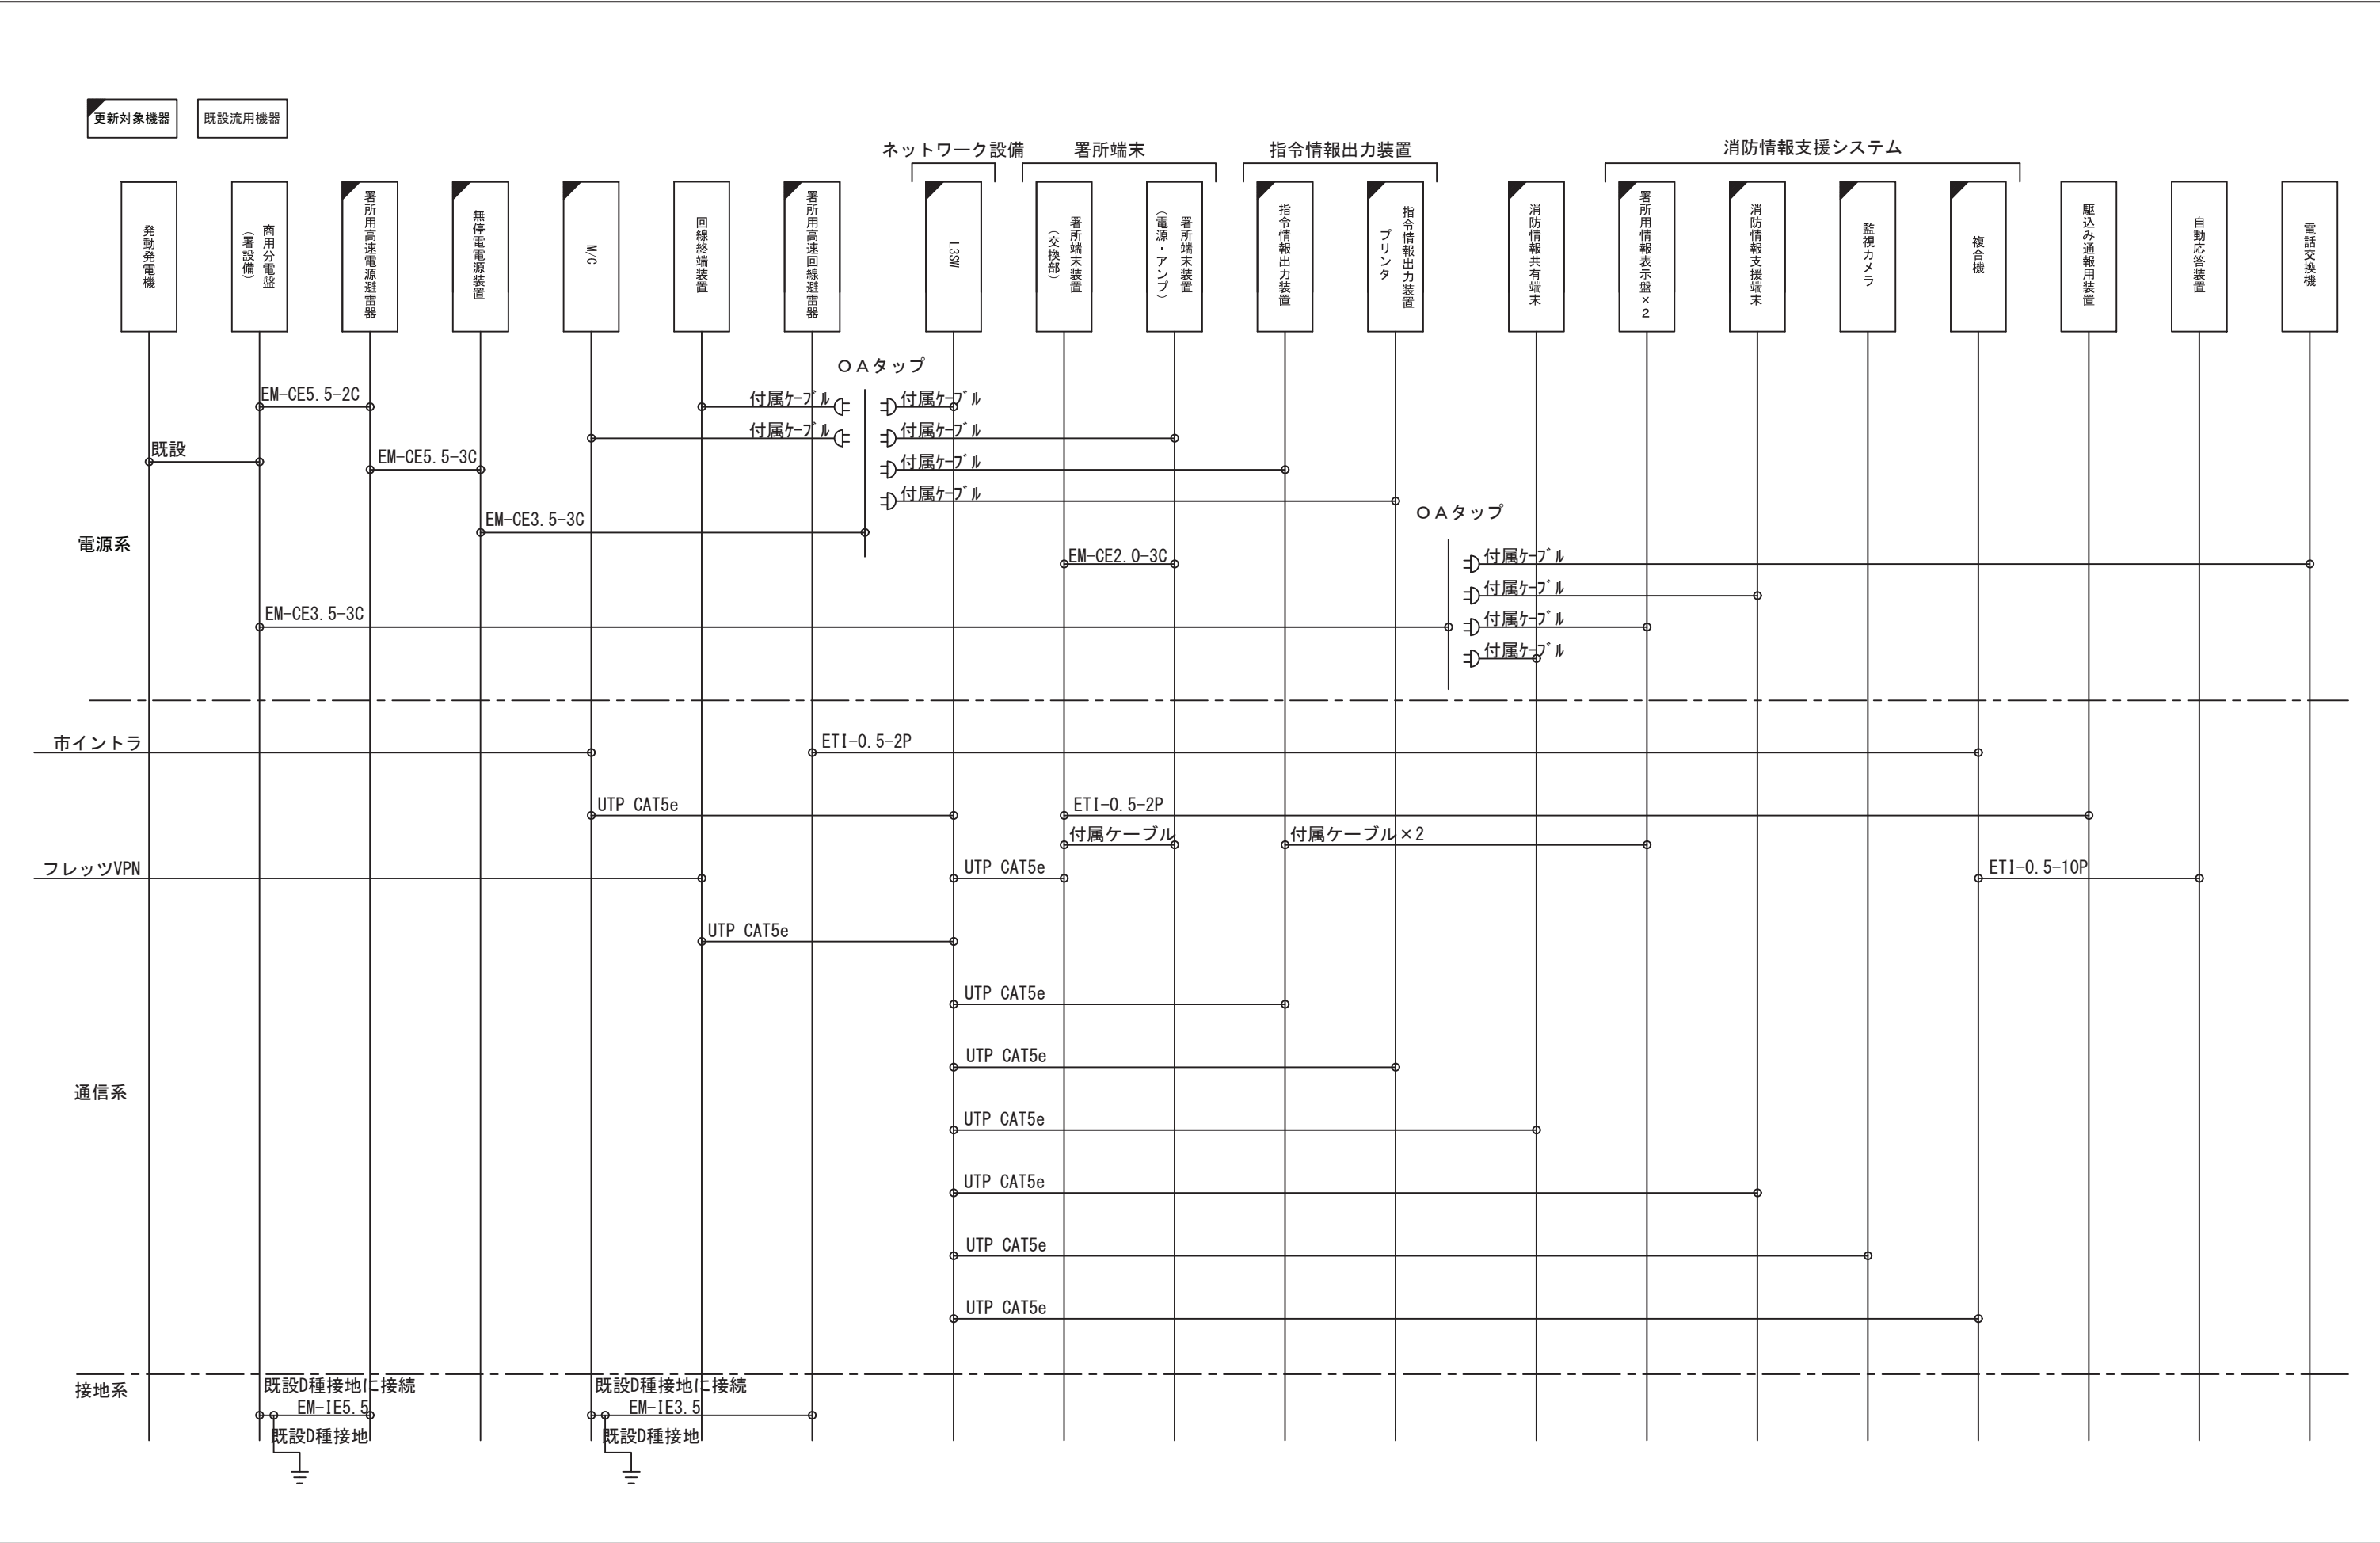 更新対象機器
既設流用機器
ネットワーク設備
署所端末
指令情報出力装置
消防情報支援システム
発動発電機
商用分電盤
（署設備）
署所用高速電源避雷器
無停電電源装置
M/C
回線終端装置
署所用高速回線避雷器
L3SW
署所端末装置
（交換部）
署所端末装置
（電源・アンプ）
指令情報出力装置
指令情報出力装置
プリンタ
消防情報共有端末
署所用情報表示盤×2
消防情報支援端末
監視カメラ
複合機
駆込み通報用装置
自動応答装置
電話交換機
OAタップ
EM-CE5.5-2C
付属ｹｰﾌﾞﾙ
付属ｹｰﾌﾞﾙ
付属ｹｰﾌﾞﾙ
付属ｹｰﾌﾞﾙ
既設
EM-CE5.5-3C
付属ｹｰﾌﾞﾙ
付属ｹｰﾌﾞﾙ
EM-CE3.5-3C
OAタップ
電源系
EM-CE2.0-3C
付属ｹｰﾌﾞﾙ
付属ｹｰﾌﾞﾙ
EM-CE3.5-3C
付属ｹｰﾌﾞﾙ
付属ｹｰﾌﾞﾙ
市イントラ
ETI-0.5-2P
UTP CAT5e
ETI-0.5-2P
付属ケーブル
付属ケーブル×2
フレッツVPN
UTP CAT5e
ETI-0.5-10P
UTP CAT5e
UTP CAT5e
UTP CAT5e
通信系
UTP CAT5e
UTP CAT5e
UTP CAT5e
UTP CAT5e
接地系
既設D種接地に接続
既設D種接地に接続
EM-IE5.5
EM-IE3.5
既設D種接地
既設D種接地